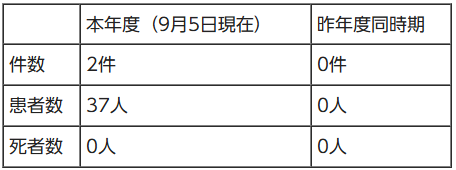 本年度（9月5日現在） 昨年度同時期
件数 2件 0件
患者数 37人 0人
死者数 0人 0人